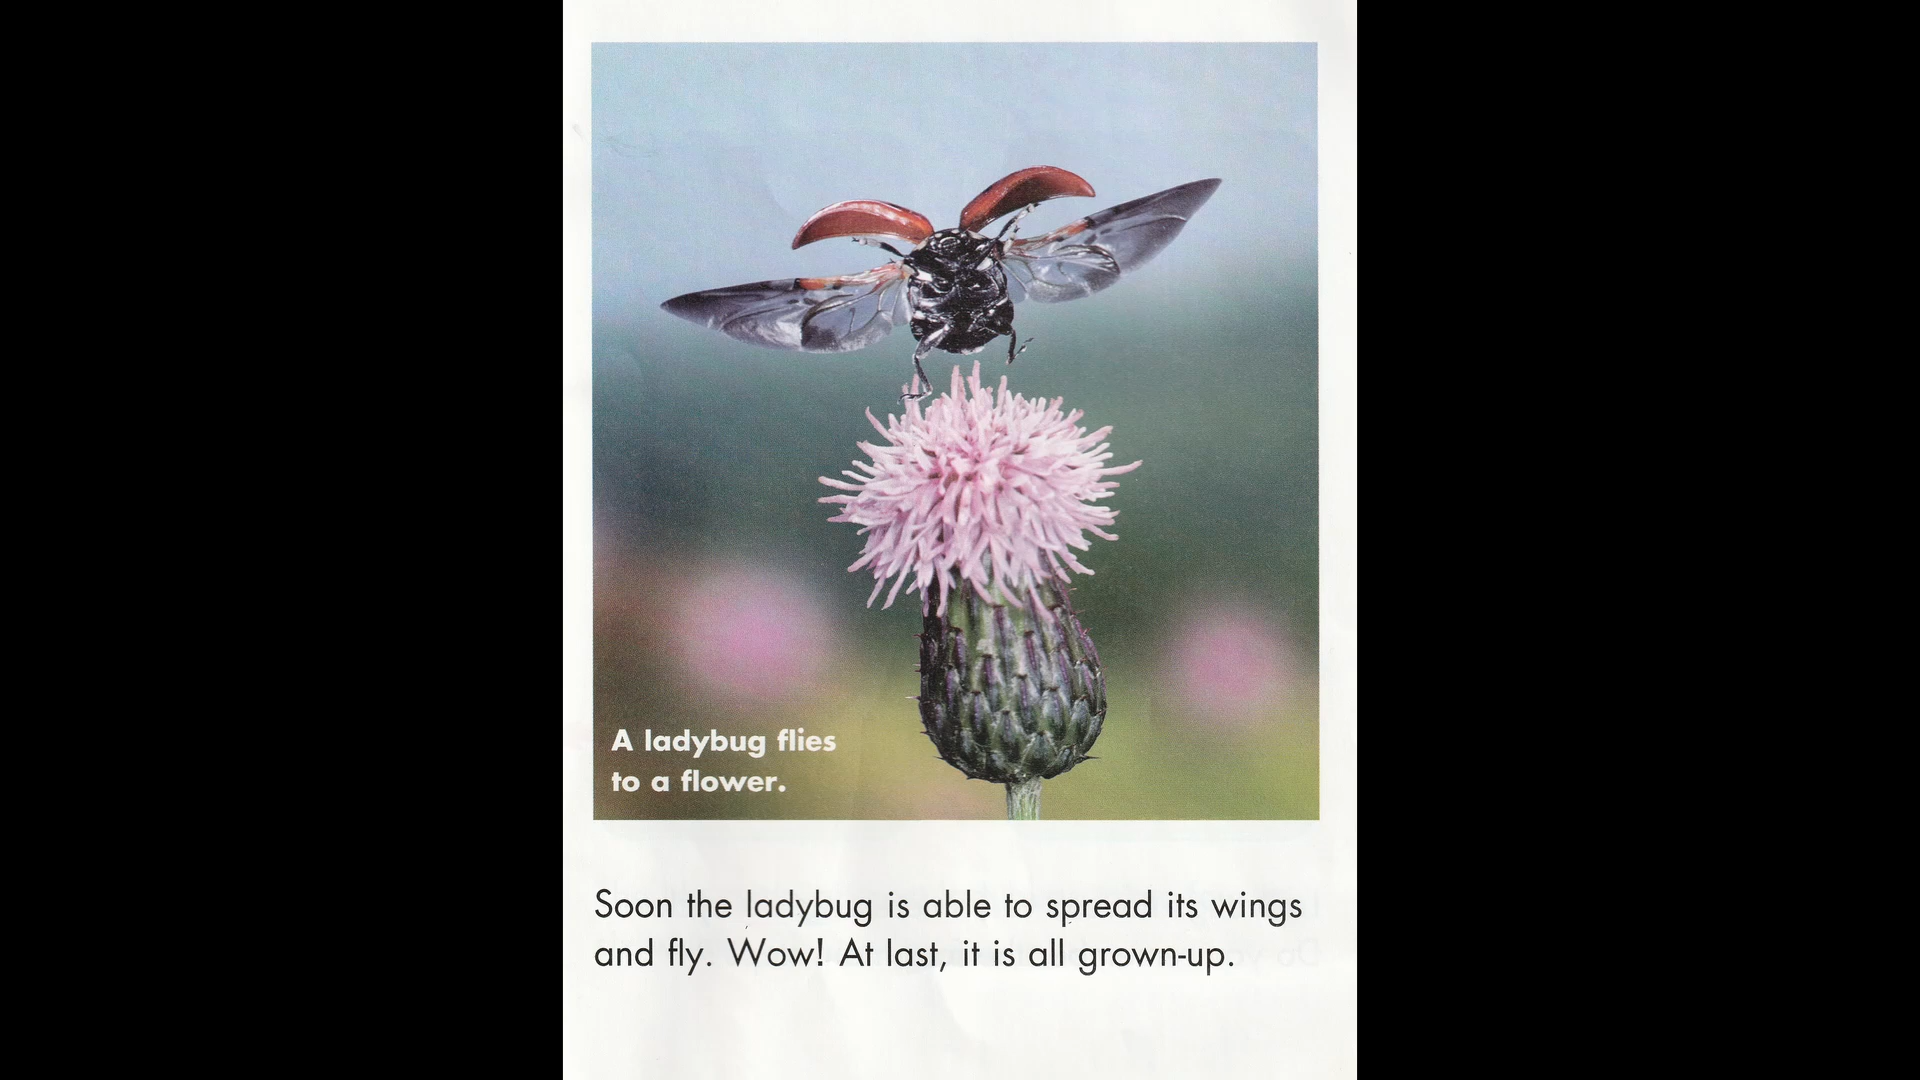 A ladybug flies
to a flower.
Soon the ladybug is able to spread its wings
and fly. Wow! At last, it is all grown-up.